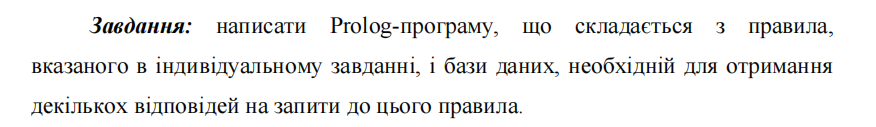 Завдання: написати Prolog-програму, що складається з правила,
вказаного в індивідуальному завданні, і бази даних, необхідній для отримання
декількох відповідей на запити до цього правила.